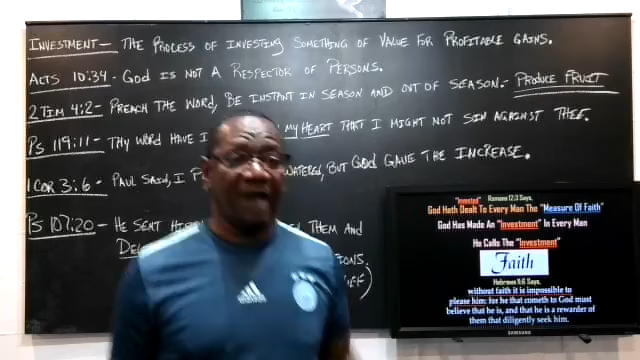 INVESTMENT- THE PROCESS OF INVESTING SOMETHING OF VALUE FOR PROFITABLE GAINS.
ACTS 10:34- GOD IS NOT A RESPECTOR OF PERSONS.
2 TIM 4:2- PREACH THE WORD, BE INSTANT IN SEASON AND OUT OF SEASON.- PRODUCE FRUIT
PS 119:11- THY WORD HAVE I MY HEART THAT I MIGHT NOT SIN AGAINST THEE.
1 COR 3:6- PAUL SAID, I WATERED, BUT GOD GAVE THE INCREASE.
PS 107:20- HE SENT HIS THEM AND
"Invested" Romans 12:3 Says,
God Hath Dealt To Every Man The "Measure Of Faith"
God Has Made An "Investment" In Every Man
He Calls The "Investment"
Faith
Hebrews 11:6 Says,
without faith it is impossible to
please him: for he that cometh to God must
believe that he is, and that he is a rewarder of
them that diligently seek him.
SAMSUNG
adidas